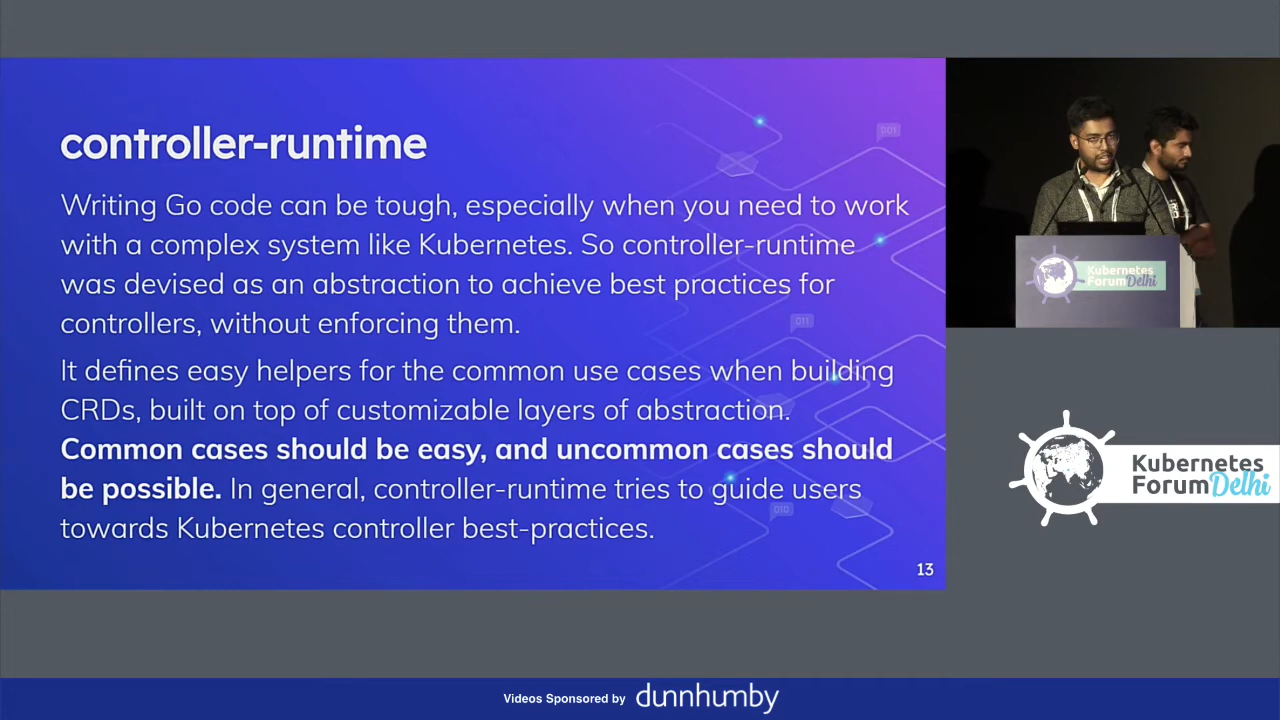 controller-runtime
Writing Go code can be tough, especially when you need to work
with a complex system like Kubernetes. So controller-runtime
was devised as an abstraction to achieve best practices for
controllers, without enforcing them.
It defines easy helpers for the common use cases when building
CRDs, built on top of customizable layers of abstraction.
Common cases should be easy, and uncommon cases should
be possible. In general, controller-runtime tries to guide users
towards Kubernetes controller best-practices.
13
001
011
010
Kubernetes
Forum Delhi
Kubernetes
Forum Delhi
Videos Sponsored by dunnhumby